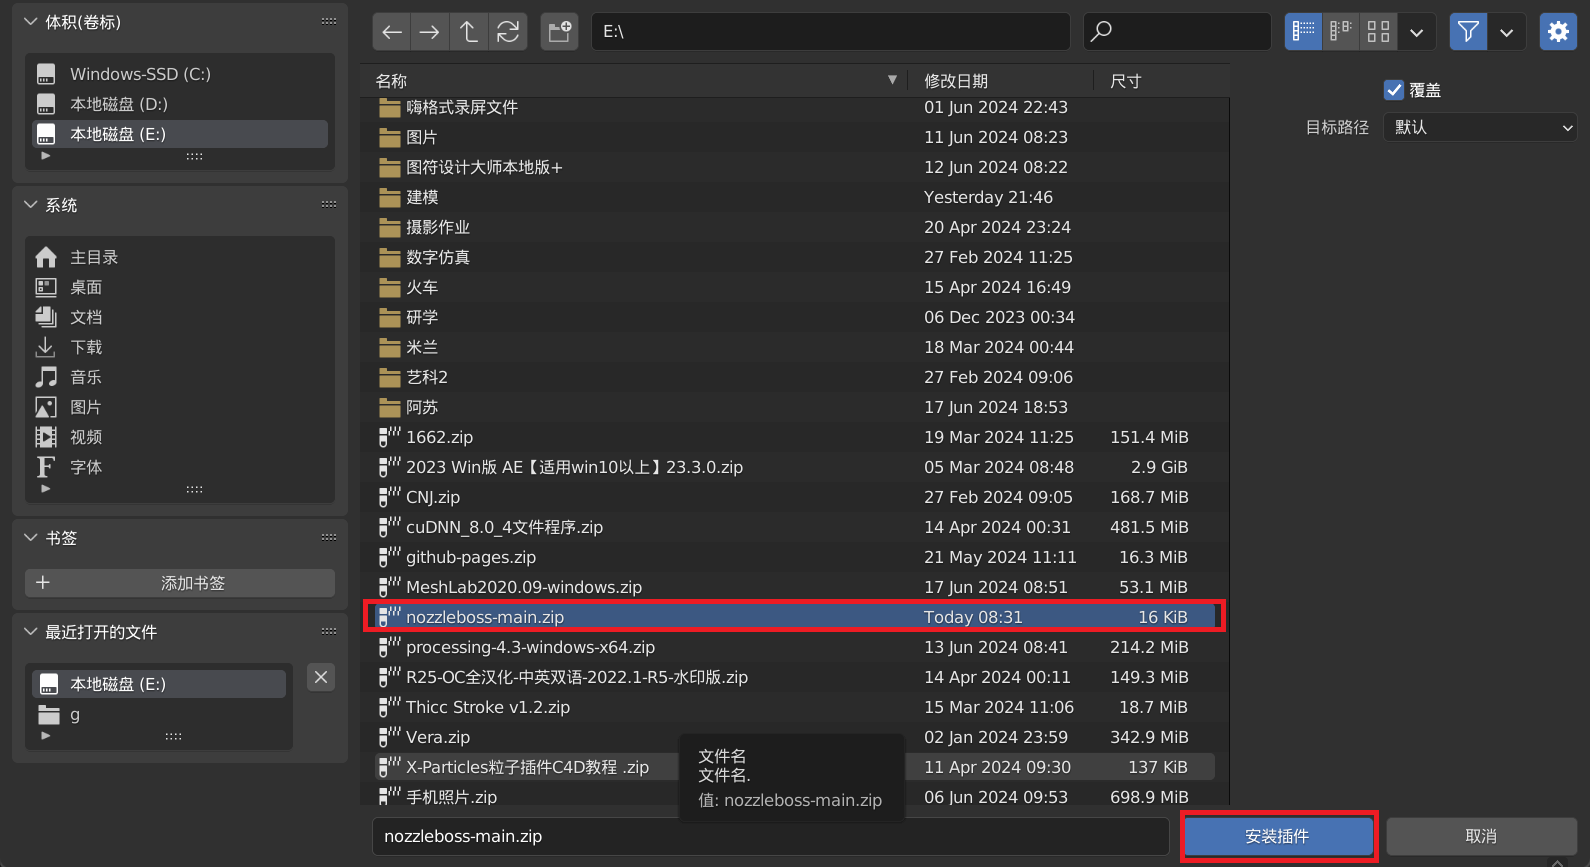 体积(卷标)
Windows-SSD (C:)
本地磁盘 (D:)
本地磁盘 (E:)
系统
主目录
桌面
文档
下载
音乐
图片
视频
字体
书签
添加书签
最近打开的文件
本地磁盘 (E:)
g
E:\
名称 修改日期 尺寸
嗨格式录屏文件 01 Jun 2024 22:43
图片 11 Jun 2024 08:23
图符设计大师本地版+ 12 Jun 2024 08:22
建模 Yesterday 21:46
摄影作业 20 Apr 2024 23:24
数字仿真 27 Feb 2024 11:25
火车 15 Apr 2024 16:49
研学 06 Dec 2023 00:34
米兰 18 Mar 2024 00:44
艺科2 27 Feb 2024 09:06
阿苏 17 Jun 2024 18:53
1662.zip 19 Mar 2024 11:25 151.4 MiB
2023 Win版 AE【适用win10以上】23.3.0.zip 05 Mar 2024 08:48 2.9 GiB
CNJ.zip 27 Feb 2024 09:05 168.7 MiB
cuDNN_8.0_4文件程序.zip 14 Apr 2024 00:31 481.5 MiB
github-pages.zip 21 May 2024 11:11 16.3 MiB
MeshLab2020.09-windows.zip 17 Jun 2024 08:51 53.1 MiB
nozzleboss-main.zip Today 08:31 16 KiB
processing-4.3-windows-x64.zip 13 Jun 2024 08:41 214.2 MiB
R25-OC全汉化-中英双语-2022.1-R5-水印版.zip 14 Apr 2024 00:11 149.3 MiB
Thicc Stroke v1.2.zip 15 Mar 2024 11:06 18.7 MiB
Vera.zip 02 Jan 2024 23:59 342.9 MiB
X-Particles粒子插件C4D教程 .zip 11 Apr 2024 09:30 137 KiB
手机照片.zip 06 Jun 2024 09:53 698.9 MiB
文件名
文件名.
值: nozzleboss-main.zip
nozzleboss-main.zip
安装插件
取消
覆盖
目标路径 默认